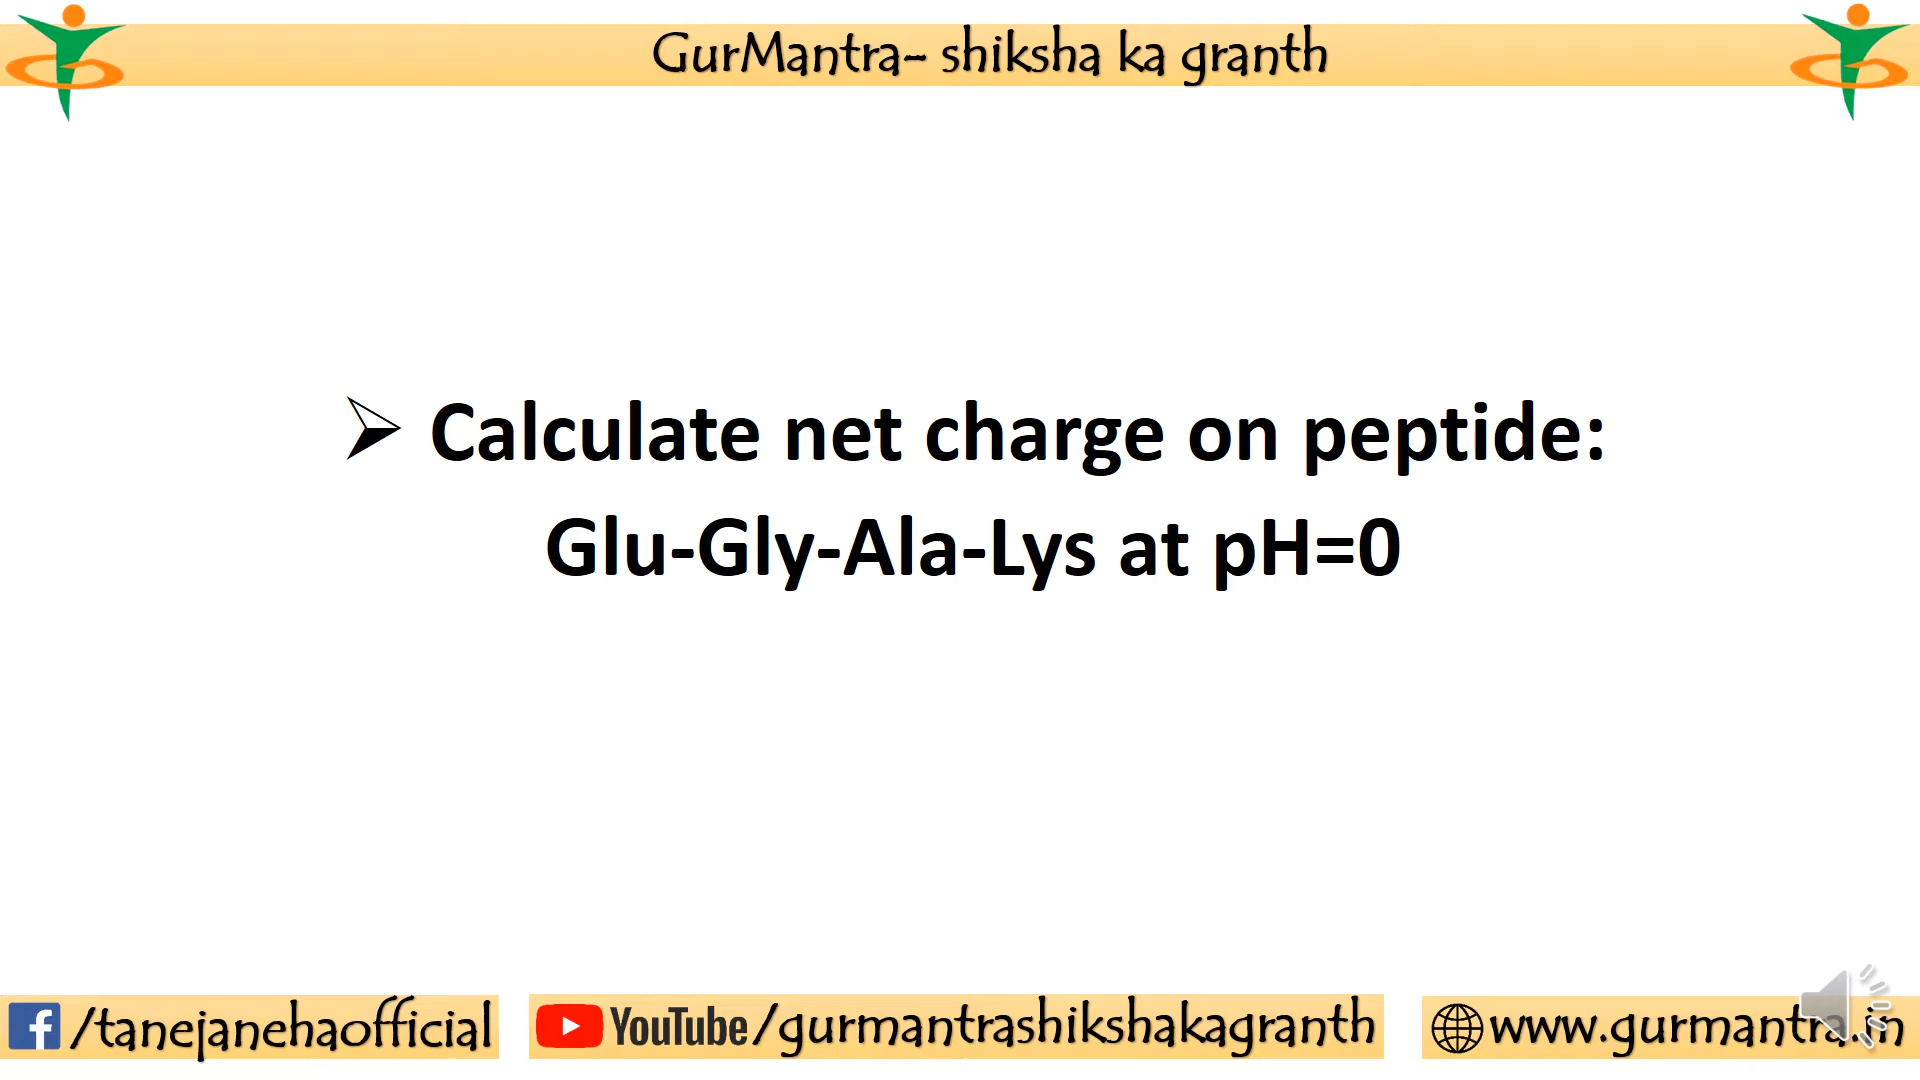 GurMantra- shiksha ka granth
➢ Calculate net charge on peptide:
Glu-Gly-Ala-Lys at pH=0
/tanejanehaofficial
YouTube/gurmantrashikshakagranth
www.gurmantra.in